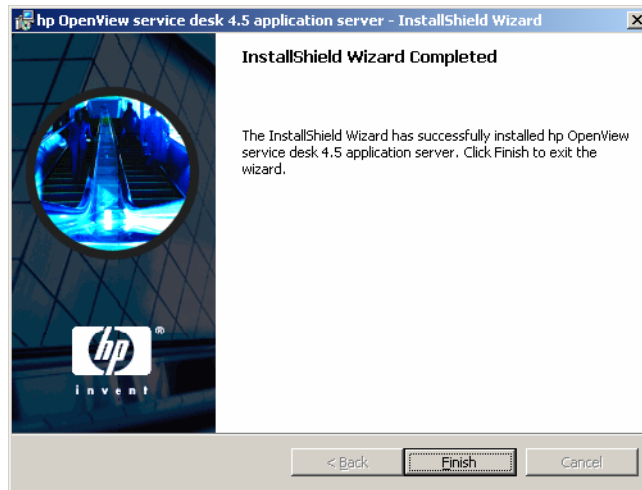 hp OpenView service desk 4.5 application server - InstallShield Wizard
InstallShield Wizard Completed
The InstallShield Wizard has successfully installed hp OpenView
service desk 4.5 application server. Click Finish to exit the
wizard.
hp ®
invent
< Back
Finish
Cancel